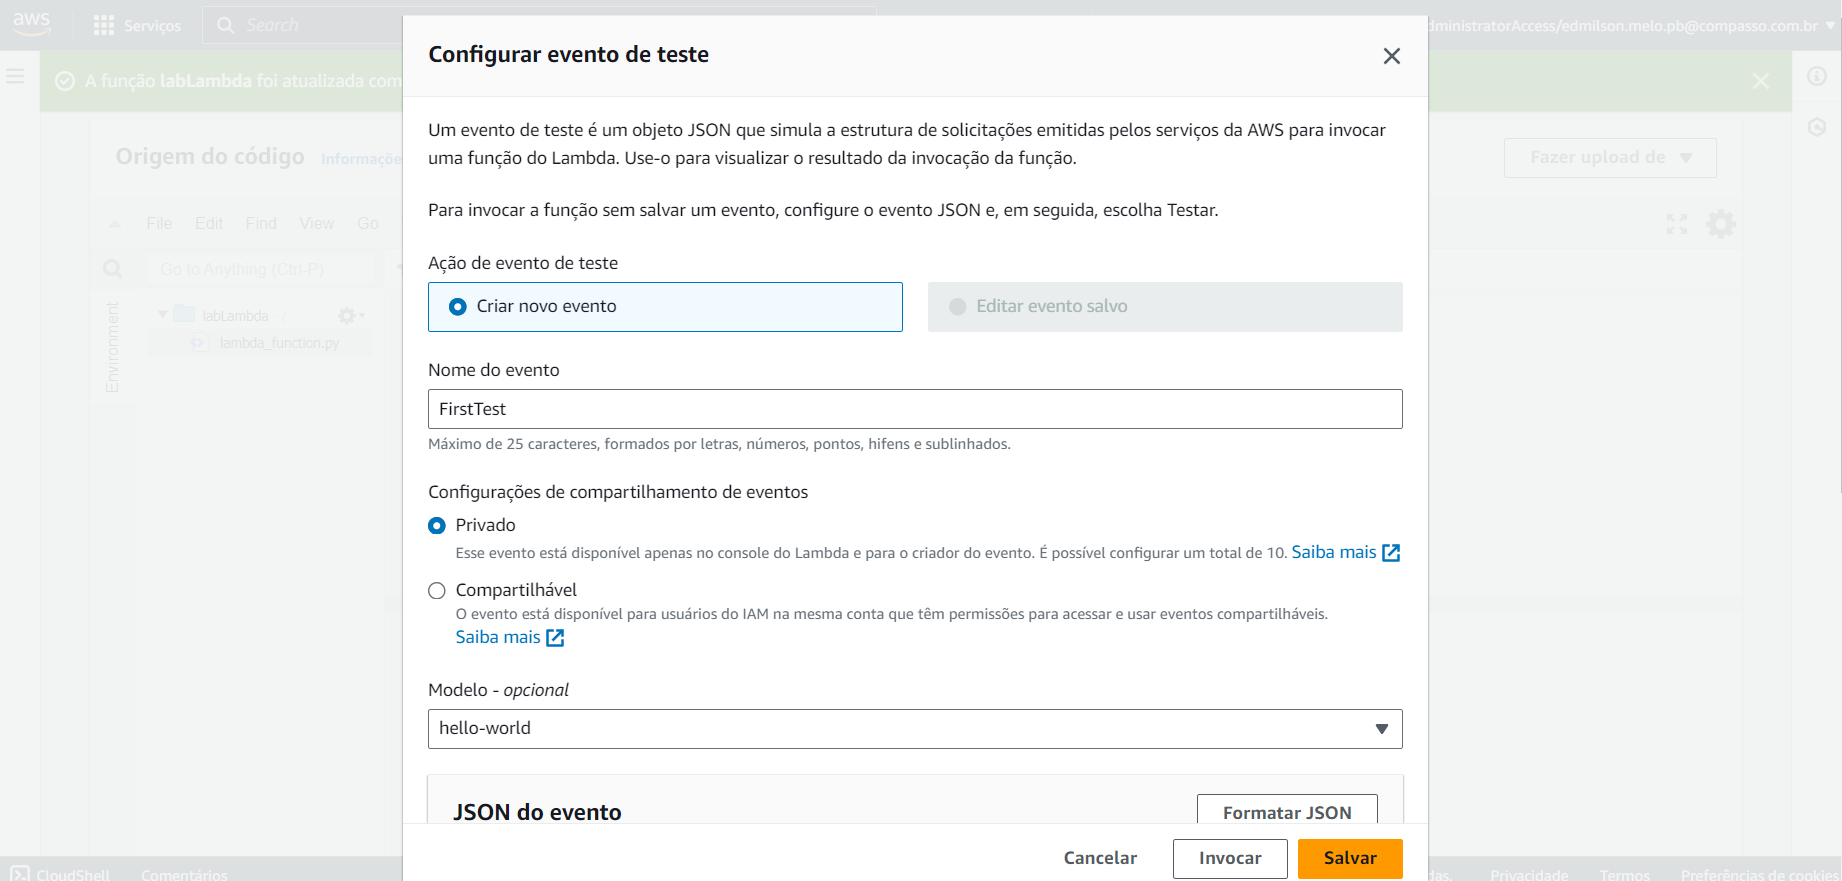 aws
Serviços
Search
dministratorAccess/edmilson.melo.pb@compasso.com.br
A função labLambda foi atualizada com
Origem do código
Informaçõe
Fazer upload de
File Edit Find View Go
Go to Anything (Ctrl-P)
Environment
labLambda /
lambda_function.py
Configurar evento de teste
Um evento de teste é um objeto JSON que simula a estrutura de solicitações emitidas pelos serviços da AWS para invocar
uma função do Lambda. Use-o para visualizar o resultado da invocação da função.
Para invocar a função sem salvar um evento, configure o evento JSON e, em seguida, escolha Testar.
Ação de evento de teste
Criar novo evento
Editar evento salvo
Nome do evento
FirstTest
Máximo de 25 caracteres, formados por letras, números, pontos, hifens e sublinhados.
Configurações de compartilhamento de eventos
Privado
Esse evento está disponível apenas no console do Lambda e para o criador do evento. É possível configurar um total de 10. Saiba mais
Compartilhável
O evento está disponível para usuários do IAM na mesma conta que têm permissões para acessar e usar eventos compartilháveis.
Saiba mais
Modelo - opcional
hello-world
JSON do evento
Formatar JSON
Cancelar
Invocar
Salvar
CloudShell
Comentários
das.
Privacidade
Termos
Preferências de cookies